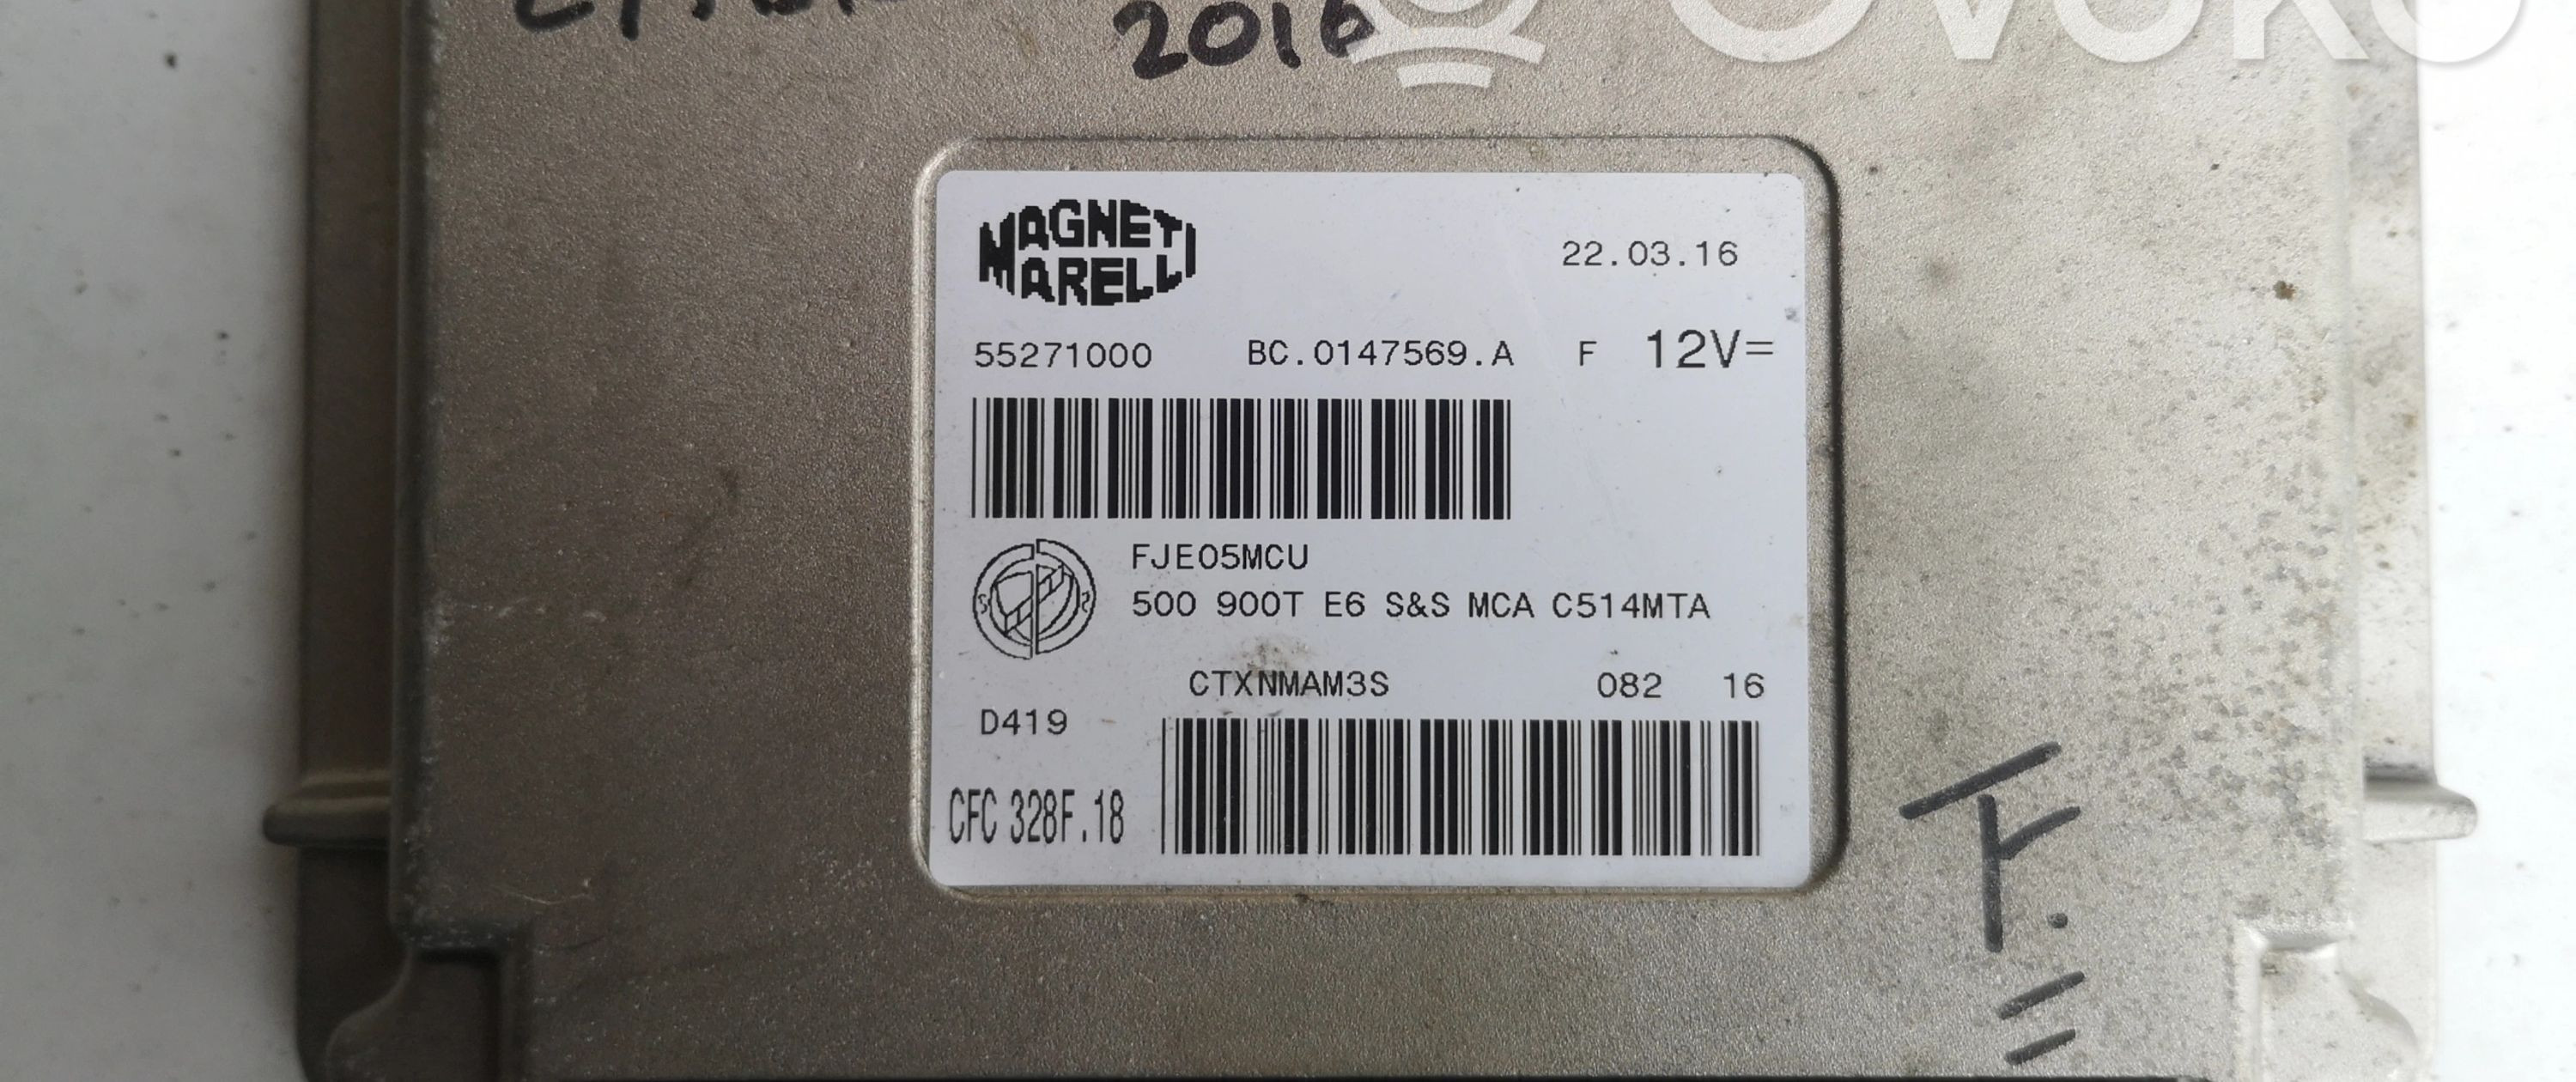 2016
OVOKO
MAGNETI
MARELLI
22.03.16
55271000 BC.0147569.A F 12V=
FJE05MCU
500 900T E6 S&S MCA C514MTA
CTXNMAM3S 082 16
D419
CFC 328F.18
F.